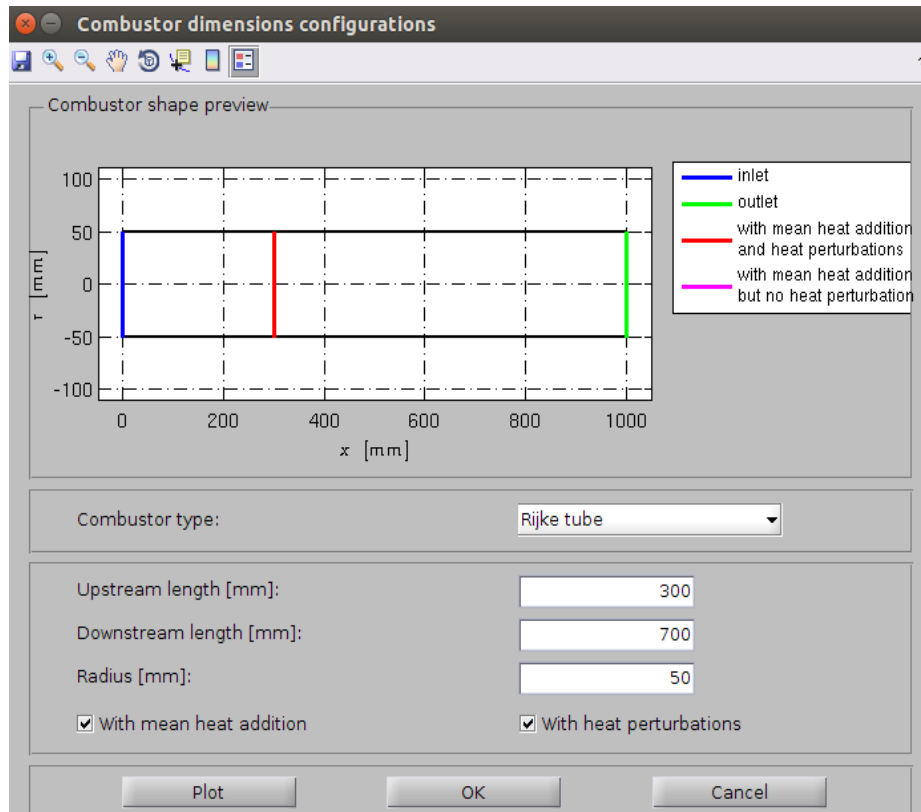 Combustor dimensions configurations
Combustor shape preview
100
50
0
-50
-100
r [mm]
0 200 400 600 800 1000
x [mm]
inlet
outlet
with mean heat addition
and heat perturbations
with mean heat addition
but no heat perturbation
Combustor type: Rijke tube
Upstream length [mm]: 300
Downstream length [mm]: 700
Radius [mm]: 50
With mean heat addition With heat perturbations
Plot OK Cancel